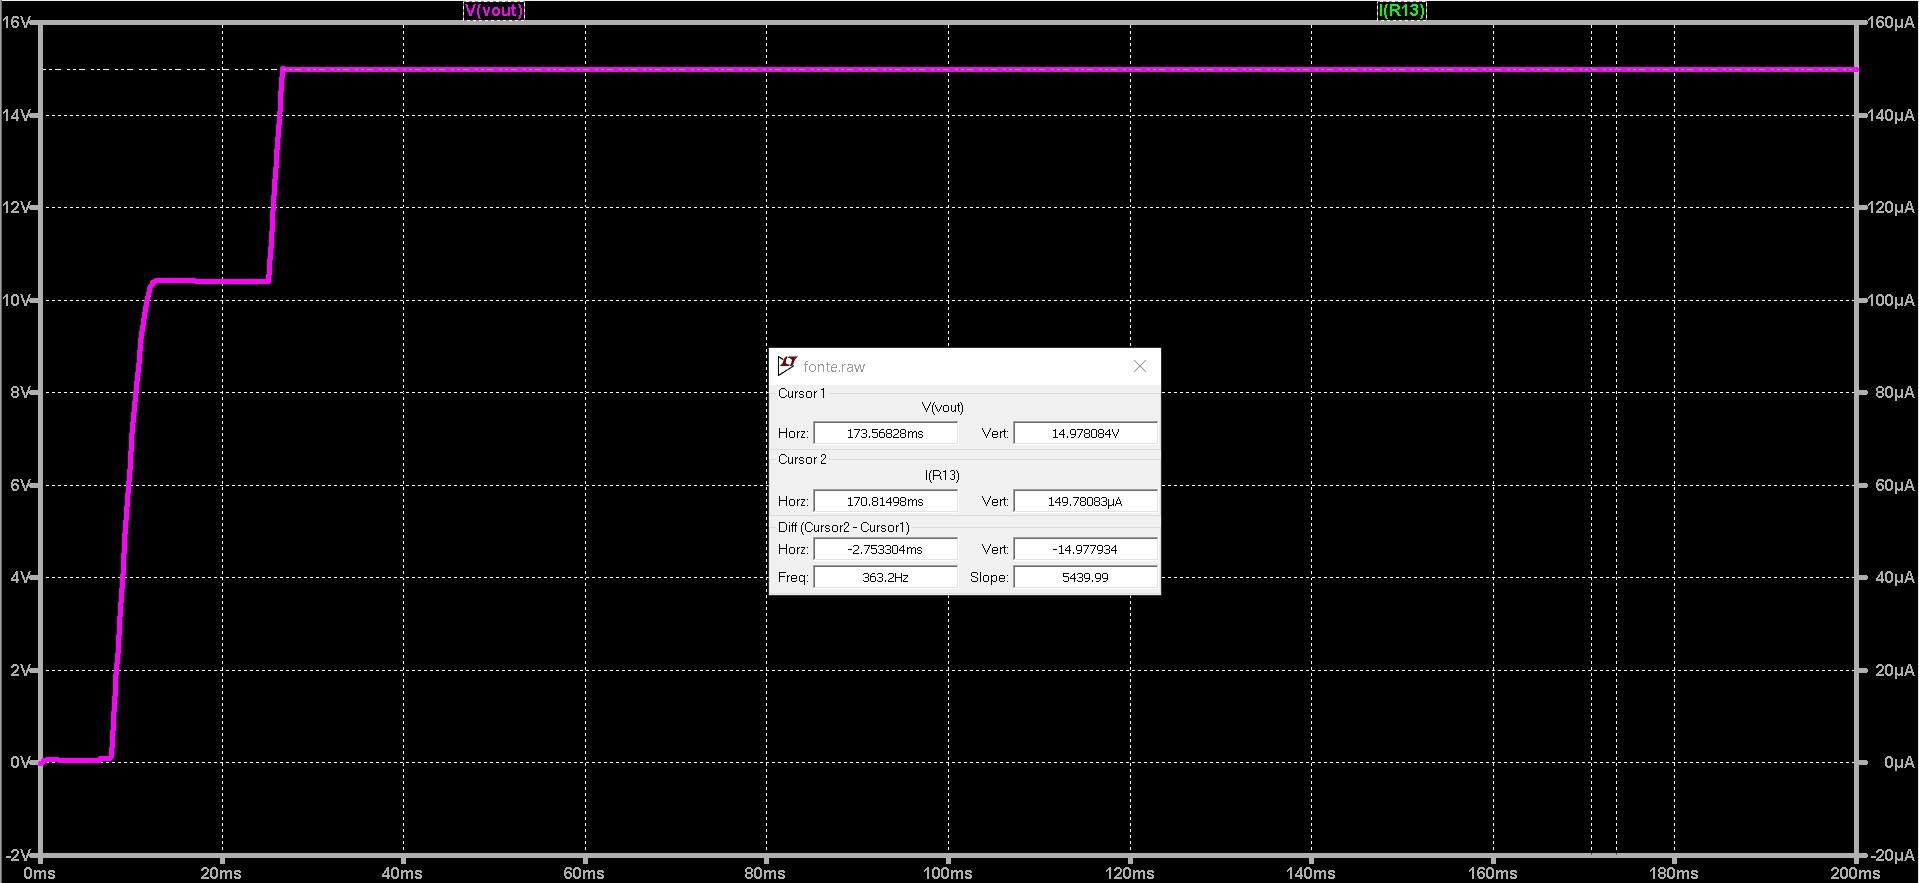 V(vout) I(R13)
16V 160µA
14V 140µA
12V 120µA
10V 100µA
8V 80µA
6V 60µA
4V 40µA
2V 20µA
0V 0µA
-2V -20µA
0ms 20ms 40ms 60ms 80ms 100ms 120ms 140ms 160ms 180ms 200ms
fonte.raw
Cursor 1
V(vout)
Horz: 173.56828ms Vert: 14.978084V
Cursor 2
I(R13)
Horz: 170.81498ms Vert: 149.78083µA
Diff (Cursor2 - Cursor1)
Horz: -2.753304ms Vert: -14.977934
Freq: 363.2Hz Slope: 5439.99